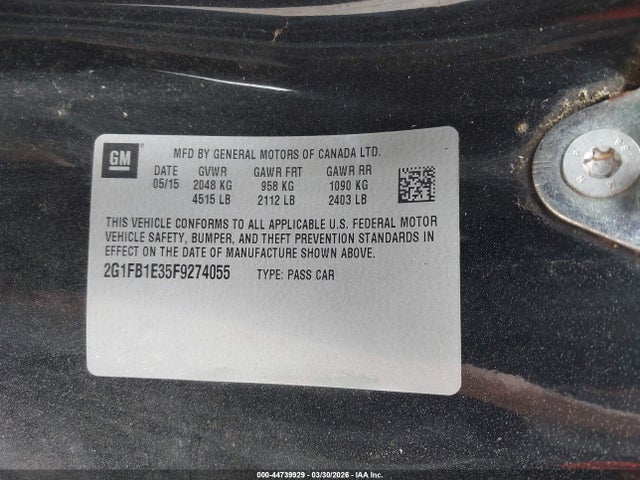 GM
MFD BY GENERAL MOTORS OF CANADA LTD.
DATE GVWR GAWR FRT GAWR RR
05/15 2048 KG 958 KG 1090 KG
4515 LB 2112 LB 2403 LB
THIS VEHICLE CONFORMS TO ALL APPLICABLE U.S. FEDERAL MOTOR
VEHICLE SAFETY, BUMPER, AND THEFT PREVENTION STANDARDS IN
EFFECT ON THE DATE OF MANUFACTURE SHOWN ABOVE.
2G1FB1E35F9274055 TYPE: PASS CAR
000-44739929 - 03/30/2026 - IAA Inc.